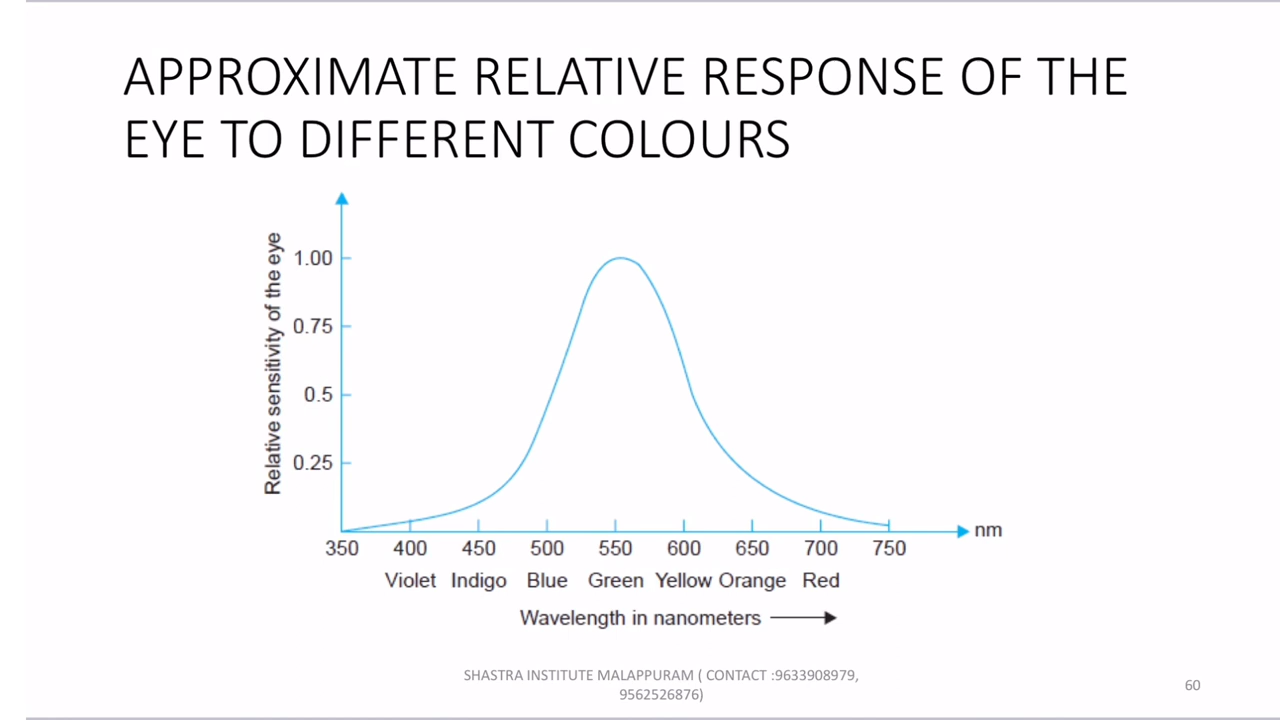 APPROXIMATE RELATIVE RESPONSE OF THE
EYE TO DIFFERENT COLOURS
Relative sensitivity of the eye
1.00
0.75
0.5
0.25
nm
350 400 450 500 550 600 650 700 750
Violet Indigo Blue Green Yellow Orange Red
Wavelength in nanometers
SHASTRA INSTITUTE MALAPPURAM ( CONTACT :9633908979,
9562526876)
60